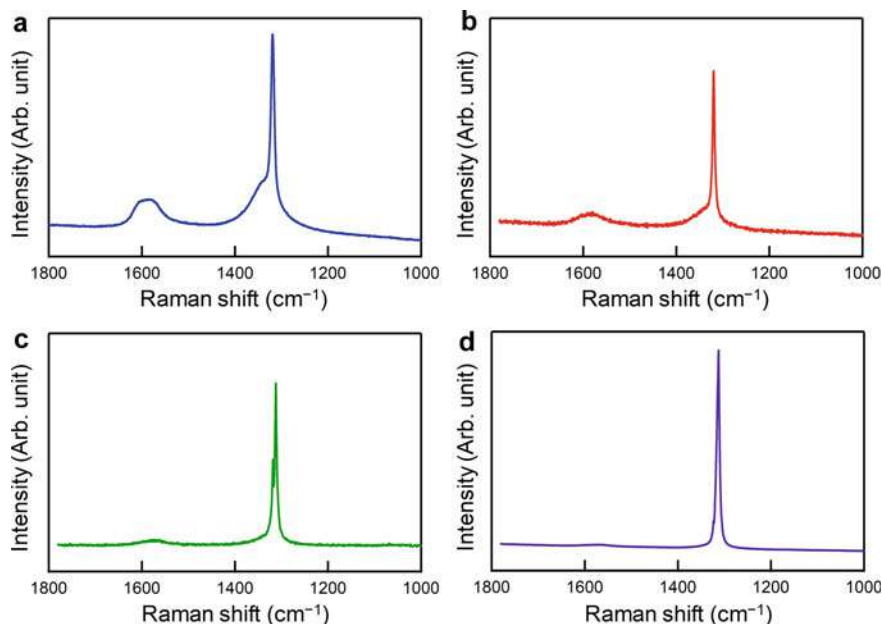 a
Intensity (Arb. unit)
1800 1600 1400 1200 1000
Raman shift (cm⁻¹)
b
Intensity (Arb. unit)
1800 1600 1400 1200 1000
Raman shift (cm⁻¹)
c
Intensity (Arb. unit)
1800 1600 1400 1200 1000
Raman shift (cm⁻¹)
d
Intensity (Arb. unit)
1800 1600 1400 1200 1000
Raman shift (cm⁻¹)